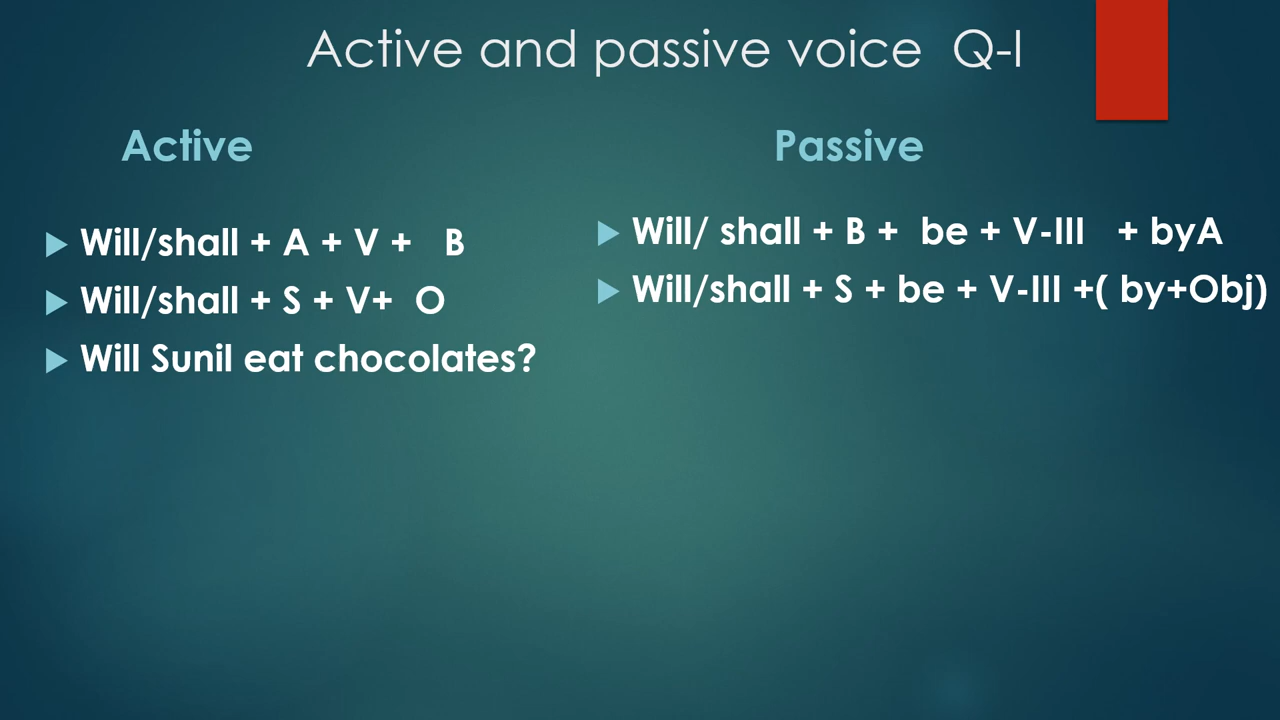 Active and passive voice Q-I
Active
Will/shall + A + V + B
Will/shall + S + V+ O
Will Sunil eat chocolates?
Passive
Will/ shall + B + be + V-III + byA
Will/shall + S + be + V-III +( by+Obj)